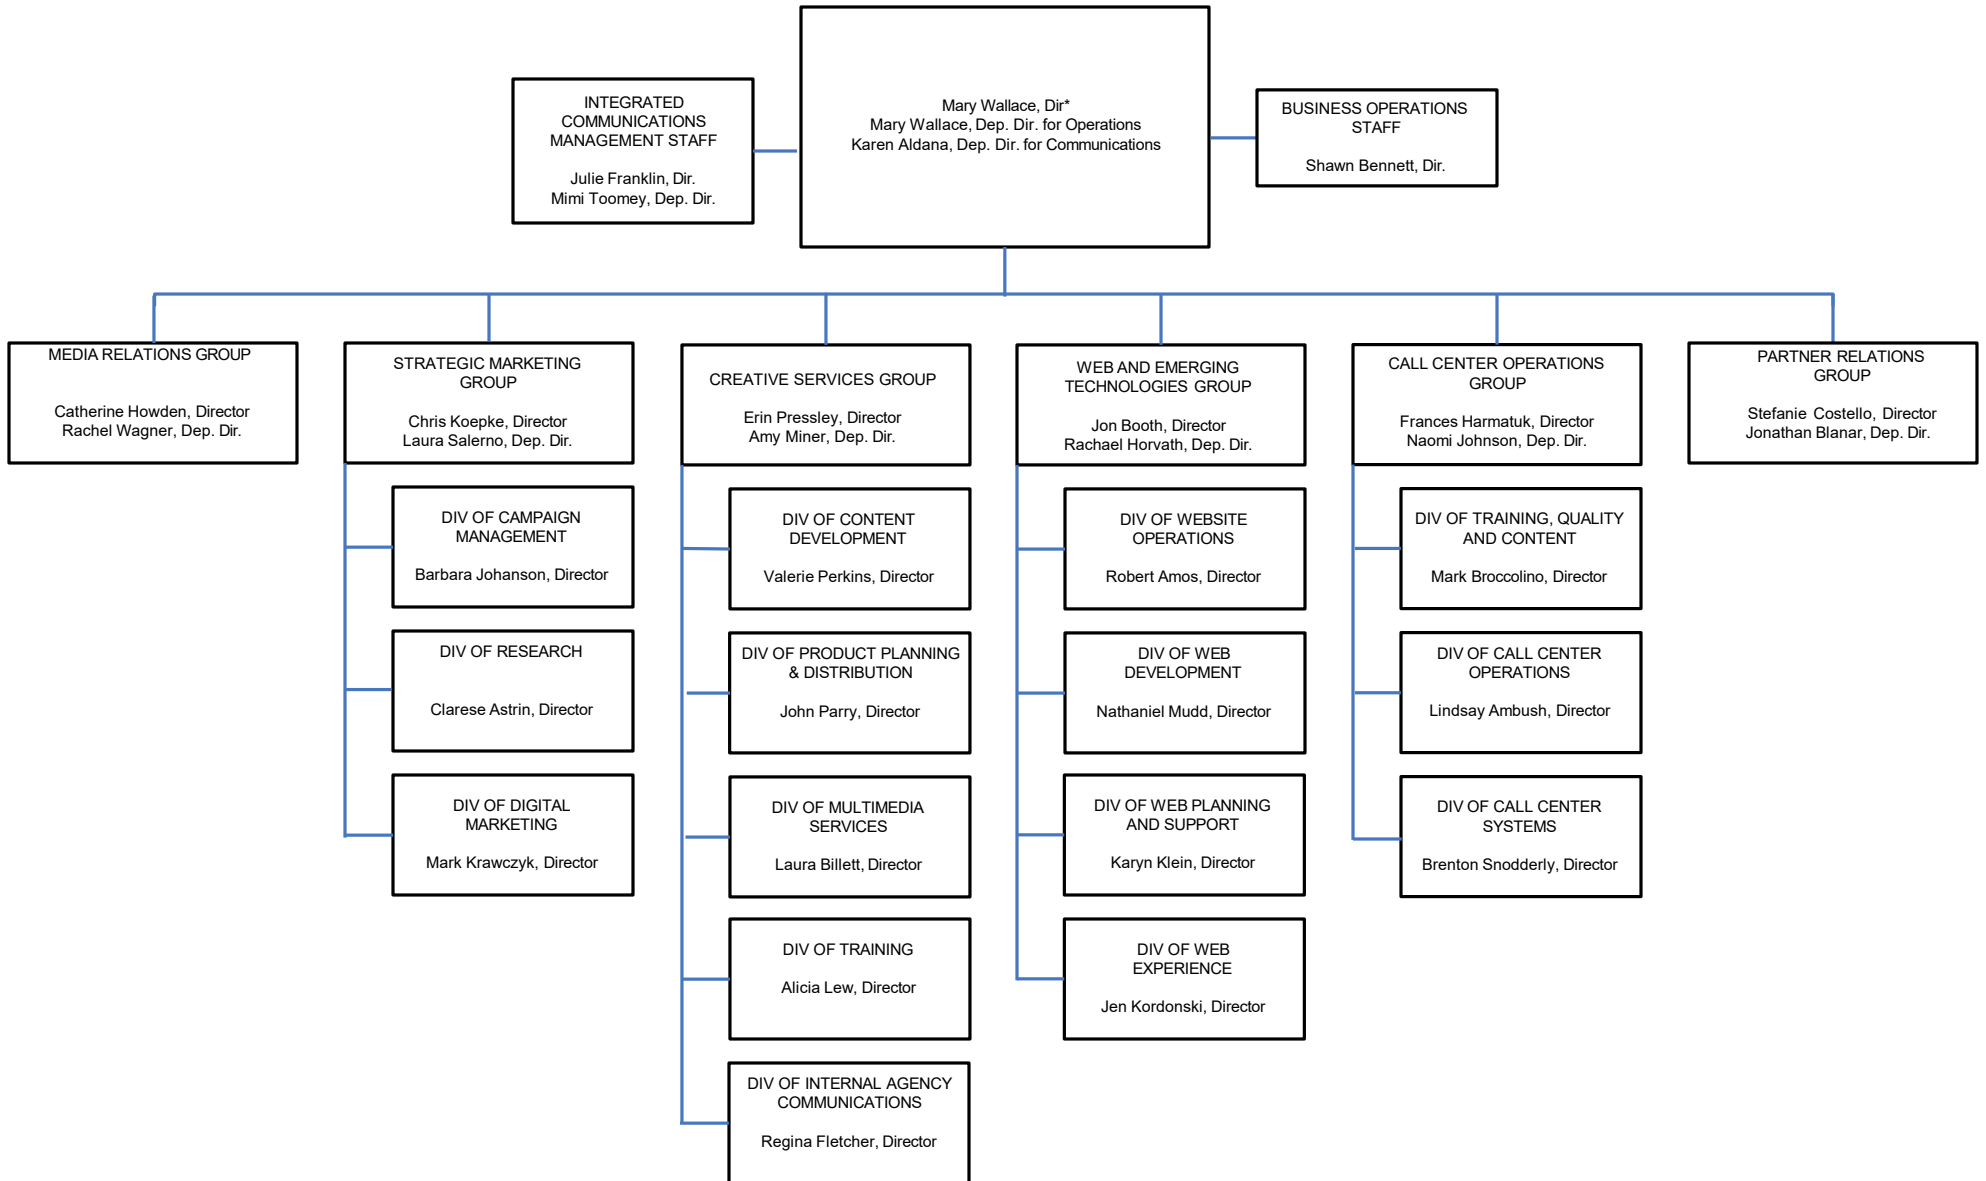 INTEGRATED
COMMUNICATIONS
MANAGEMENT STAFF
Julie Franklin, Dir.
Mimi Toomey, Dep. Dir.
Mary Wallace, Dir*
Mary Wallace, Dep. Dir. for Operations
Karen Aldana, Dep. Dir. for Communications
BUSINESS OPERATIONS
STAFF
Shawn Bennett, Dir.
MEDIA RELATIONS GROUP
Catherine Howden, Director
Rachel Wagner, Dep. Dir.
STRATEGIC MARKETING
GROUP
Chris Koepke, Director
Laura Salerno, Dep. Dir.
DIV OF CAMPAIGN
MANAGEMENT
Barbara Johanson, Director
DIV OF RESEARCH
Clarese Astrin, Director
DIV OF DIGITAL
MARKETING
Mark Krawczyk, Director
CREATIVE SERVICES GROUP
Erin Pressley, Director
Amy Miner, Dep. Dir.
DIV OF CONTENT
DEVELOPMENT
Valerie Perkins, Director
DIV OF PRODUCT PLANNING
& DISTRIBUTION
John Parry, Director
DIV OF MULTIMEDIA
SERVICES
Laura Billett, Director
DIV OF TRAINING
Alicia Lew, Director
DIV OF INTERNAL AGENCY
COMMUNICATIONS
Regina Fletcher, Director
WEB AND EMERGING
TECHNOLOGIES GROUP
Jon Booth, Director
Rachael Horvath, Dep. Dir.
DIV OF WEBSITE
OPERATIONS
Robert Amos, Director
DIV OF WEB
DEVELOPMENT
Nathaniel Mudd, Director
DIV OF WEB PLANNING
AND SUPPORT
Karyn Klein, Director
DIV OF WEB
EXPERIENCE
Jen Kordonski, Director
CALL CENTER OPERATIONS
GROUP
Frances Harmatuk, Director
Naomi Johnson, Dep. Dir.
DIV OF TRAINING, QUALITY
AND CONTENT
Mark Broccolino, Director
DIV OF CALL CENTER
OPERATIONS
Lindsay Ambush, Director
DIV OF CALL CENTER
SYSTEMS
Brenton Snodderly, Director
PARTNER RELATIONS
GROUP
Stefanie Costello, Director
Jonathan Blanar, Dep. Dir.